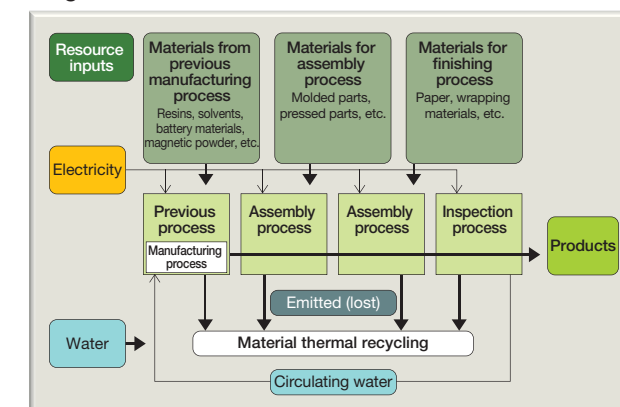 Resource
inputs
Materials from
previous
manufacturing
process
Resins, solvents,
battery materials,
magnetic powder, etc.
Materials for
assembly
process
Molded parts,
pressed parts, etc.
Materials for
finishing
process
Paper, wrapping
materials, etc.
Electricity
Previous
process
Manufacturing
process
Assembly
process
Assembly
process
Inspection
process
Products
Emitted (lost)
Water
Material thermal recycling
Circulating water